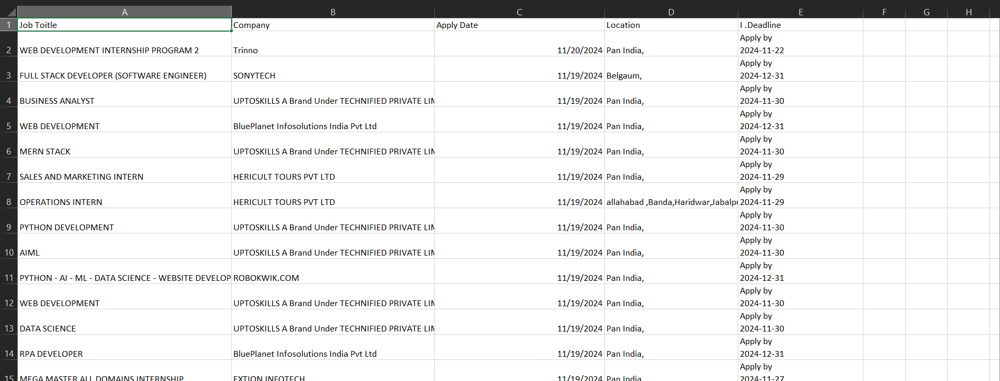 A B C D E F G H
1 Job Toitle Company Apply Date Location I .Deadline
Apply by
2 WEB DEVELOPMENT INTERNSHIP PROGRAM 2 Trinno 11/20/2024 Pan India, 2024-11-22
Apply by
3 FULL STACK DEVELOPER (SOFTWARE ENGINEER) SONYTECH 11/19/2024 Belgaum, 2024-12-31
Apply by
4 BUSINESS ANALYST UPTOSKILLS A Brand Under TECHNIFIED PRIVATE 11/19/2024 Pan India, 2024-11-30
Apply by
5 WEB DEVELOPMENT BluePlanet Infosolutions India Pvt Ltd 11/19/2024 Pan India, 2024-12-31
Apply by
6 MERN STACK UPTOSKILLS A Brand Under TECHNIFIED PRIVATE 11/19/2024 Pan India, 2024-11-30
Apply by
7 SALES AND MARKETING INTERN HERICULT TOURS PVT LTD 11/19/2024 Pan India, 2024-11-29
Apply by
8 OPERATIONS INTERN HERICULT TOURS PVT LTD 11/19/2024 allahabad ,Banda,Haridwar,Jabalpu 2024-11-29
Apply by
9 PYTHON DEVELOPMENT UPTOSKILLS A Brand Under TECHNIFIED PRIVATE 11/19/2024 Pan India, 2024-11-30
Apply by
10 AIML UPTOSKILLS A Brand Under TECHNIFIED PRIVATE 11/19/2024 Pan India, 2024-11-30
Apply by
11 PYTHON - AI - ML - DATA SCIENCE - WEBSITE DEVELOP ROBOKWIK.COM 11/19/2024 Pan India, 2024-12-31
Apply by
12 WEB DEVELOPMENT UPTOSKILLS A Brand Under TECHNIFIED PRIVATE 11/19/2024 Pan India, 2024-11-30
Apply by
13 DATA SCIENCE UPTOSKILLS A Brand Under TECHNIFIED PRIVATE 11/19/2024 Pan India, 2024-11-30
Apply by
14 RPA DEVELOPER BluePlanet Infosolutions India Pvt Ltd 11/19/2024 Pan India, 2024-12-31
Apply by
15 MEGA MASTER ALL DOMAINS INTERNSHIP EXTION INFOTECH 11/19/2024 Pan India 2024-11-27